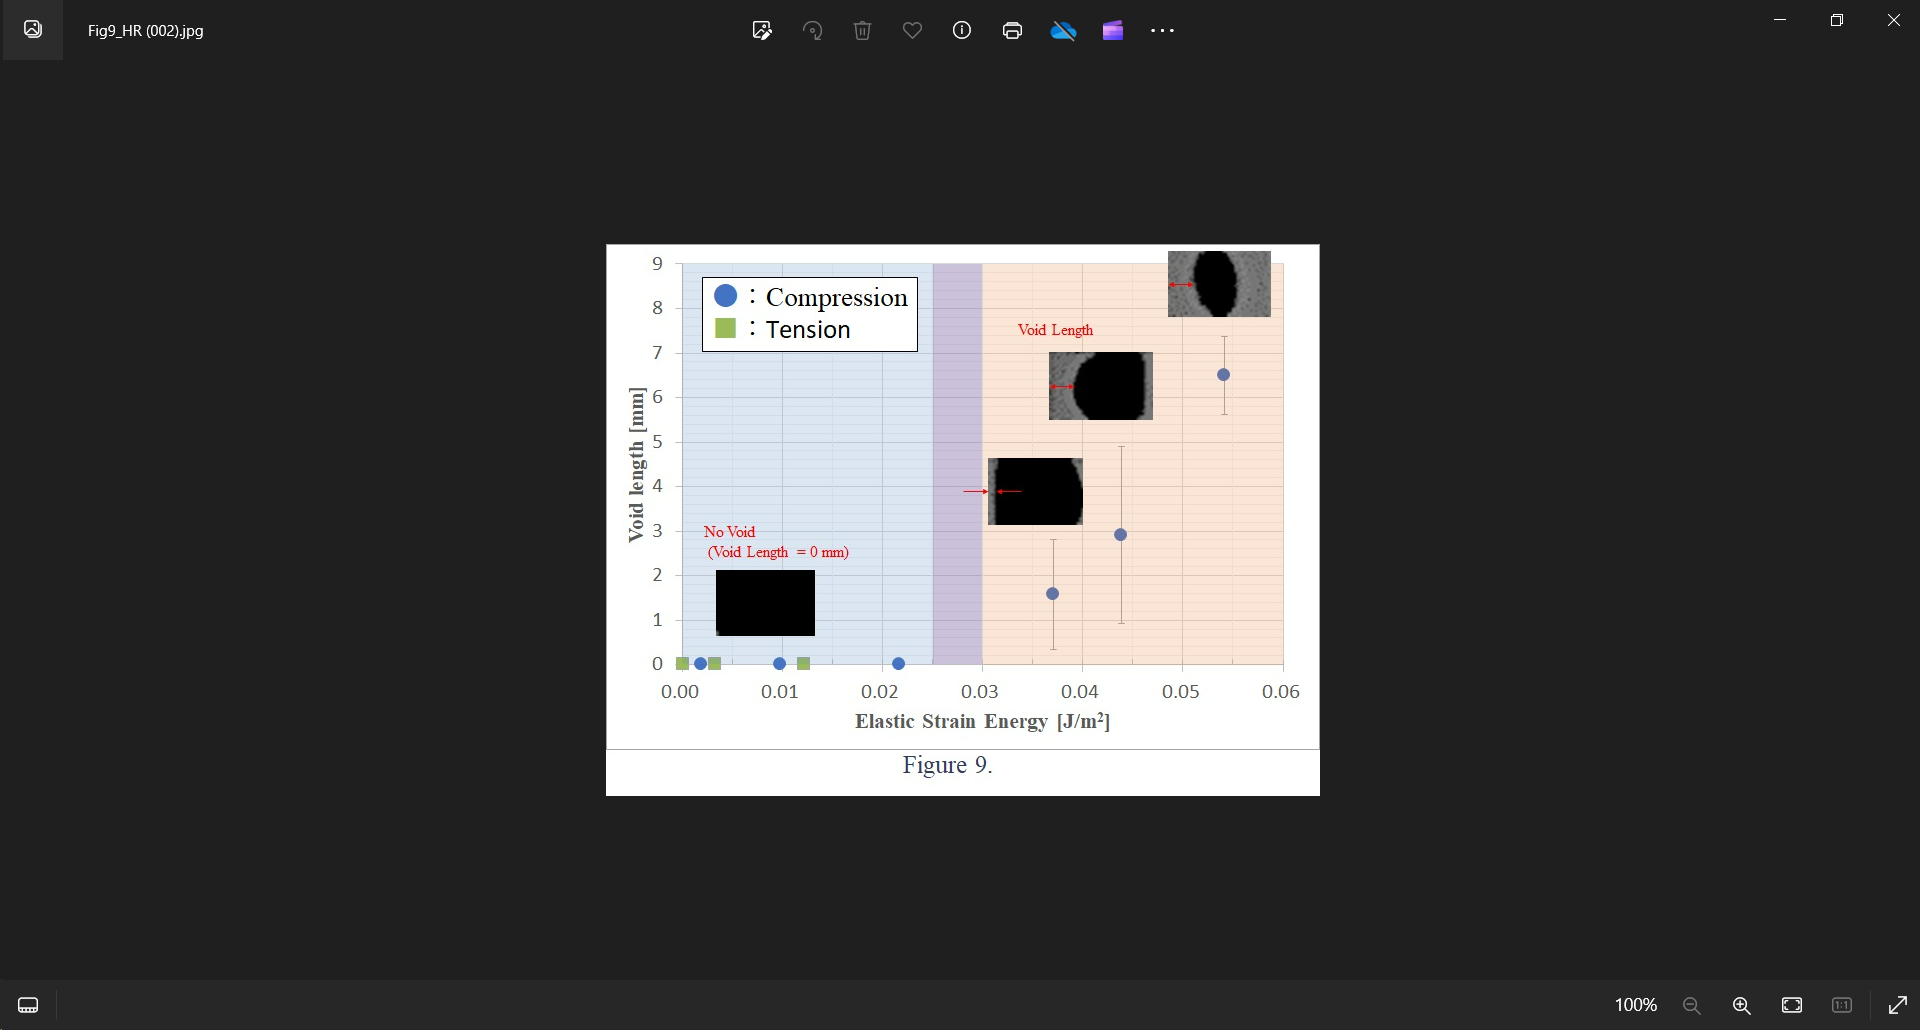 Fig9_HR (002).jpg
9
8
7
6
5
4
3
2
1
0
Void length [mm]
: Compression
: Tension
Void Length
No Void
(Void Length = 0 mm)
0.00 0.01 0.02 0.03 0.04 0.05 0.06
Elastic Strain Energy [J/m²]
Figure 9.
100%
1:1